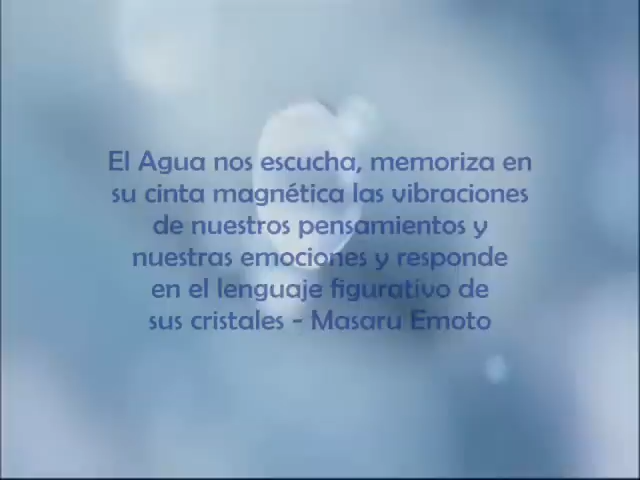 El Agua nos escucha, memoriza en
su cinta magnética las vibraciones
de nuestros pensamientos y
nuestras emociones y responde
en el lenguaje figurativo de
sus cristales - Masaru Emoto